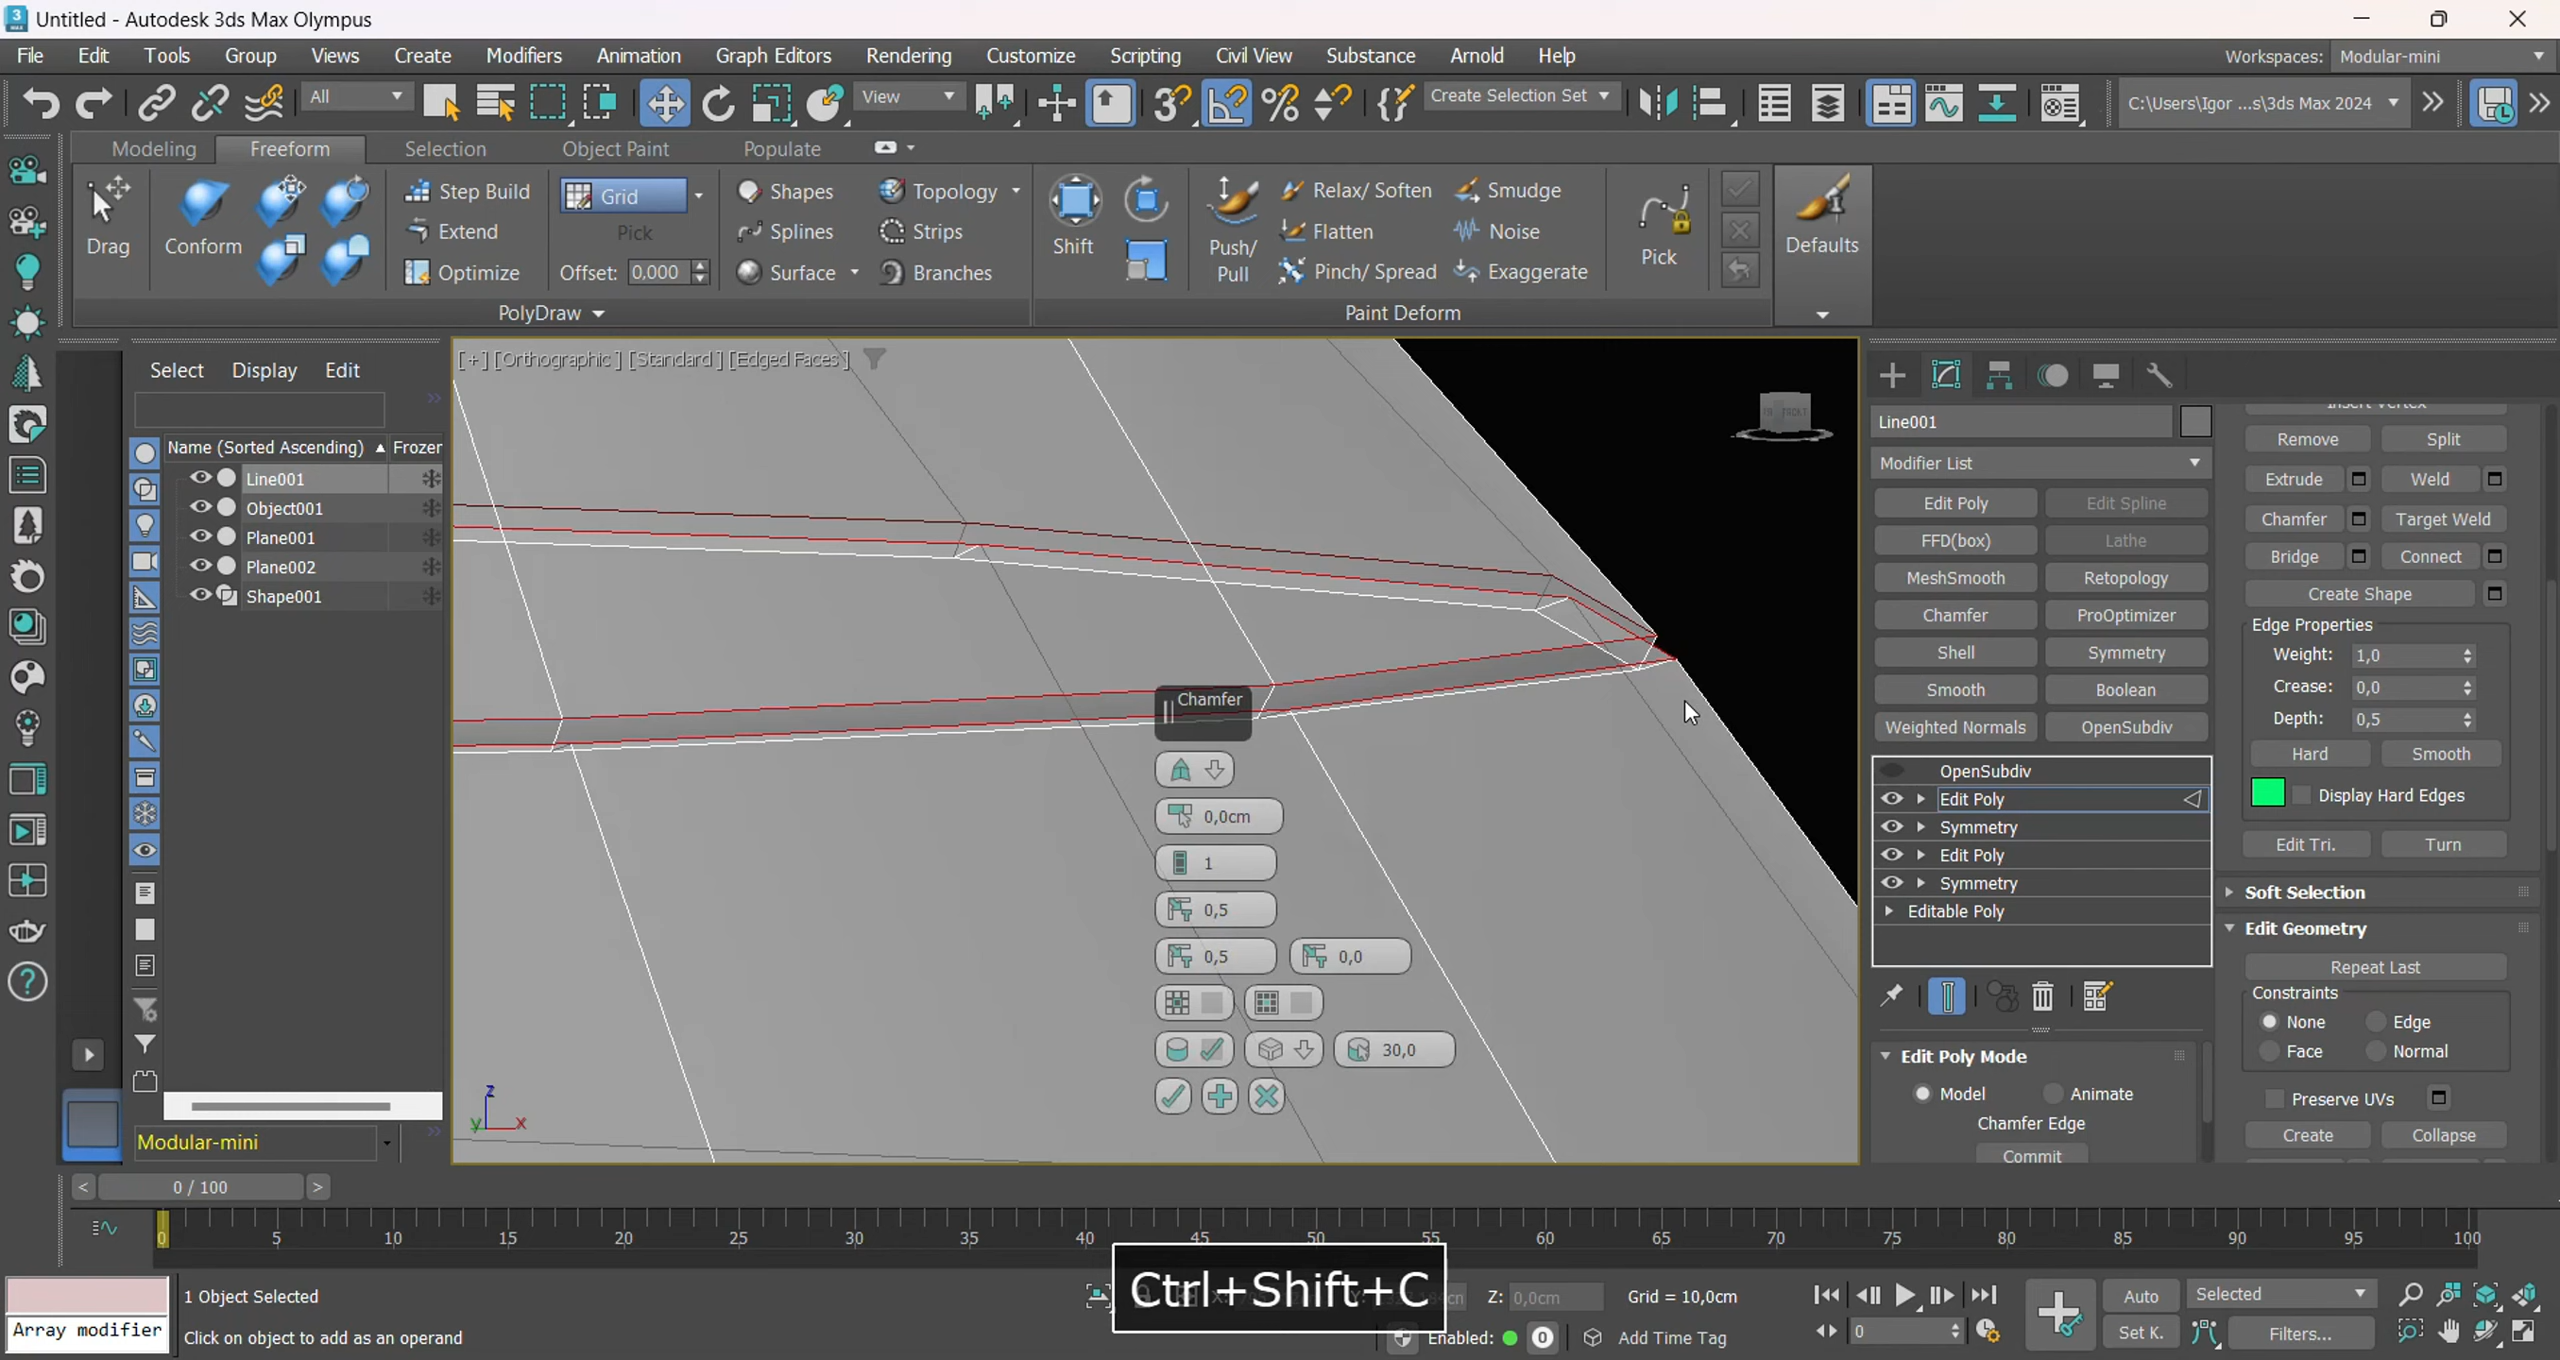 Untitled - Autodesk 3ds Max Olympus
File Edit Tools Group Views Create Modifiers Animation Graph Editors Rendering Customize Scripting Civil View Substance Arnold Help Workspaces: Modular-mini
All View Create Selection Set C:\Users\Igor ...s\3ds Max 2024
Modeling Freeform Selection Object Paint Populate
Drag Conform
Step Build
Extend
Optimize
Grid
Pick
Offset: 0,000
Shapes
Splines
Surface
Topology
Strips
Branches
PolyDraw
Shift
Push/
Pull
Relax/ Soften
Flatten
Pinch/ Spread
Smudge
Noise
Exaggerate
Pick
Paint Deform
Defaults
Select Display Edit
Name (Sorted Ascending) Frozen
Line001
Object001
Plane001
Plane002
Shape001
Modular-mini
[+] [Orthographic ] [Standard ] [Edged Faces ]
Chamfer
0,0cm
1
0,5
0,5 0,0
30,0
z
y x
Line001
Modifier List
Edit Poly Edit Spline
FFD(box) Lathe
MeshSmooth Retopology
Chamfer ProOptimizer
Shell Symmetry
Smooth Boolean
Weighted Normals OpenSubdiv
OpenSubdiv
Edit Poly
Symmetry
Edit Poly
Symmetry
Editable Poly
Edit Poly Mode
Model Animate
Chamfer Edge
Commit
Insert Vertex
Remove Split
Extrude Weld
Chamfer Target Weld
Bridge Connect
Create Shape
Edge Properties
Weight: 1,0
Crease: 0,0
Depth: 0,5
Hard Smooth
Display Hard Edges
Edit Tri. Turn
Soft Selection
Edit Geometry
Repeat Last
Constraints
None Edge
Face Normal
Preserve UVs
Create Collapse
< 0 / 100 >
0 5 10 15 20 25 30 35 40 45 50 55 60 65 70 75 80 85 90 95 100
Ctrl+Shift+C
Array modifier
1 Object Selected
Click on object to add as an operand
Z: 0,0cm
Grid = 10,0cm
Enabled:
0
Add Time Tag
0
Auto Selected
Set K. Filters...